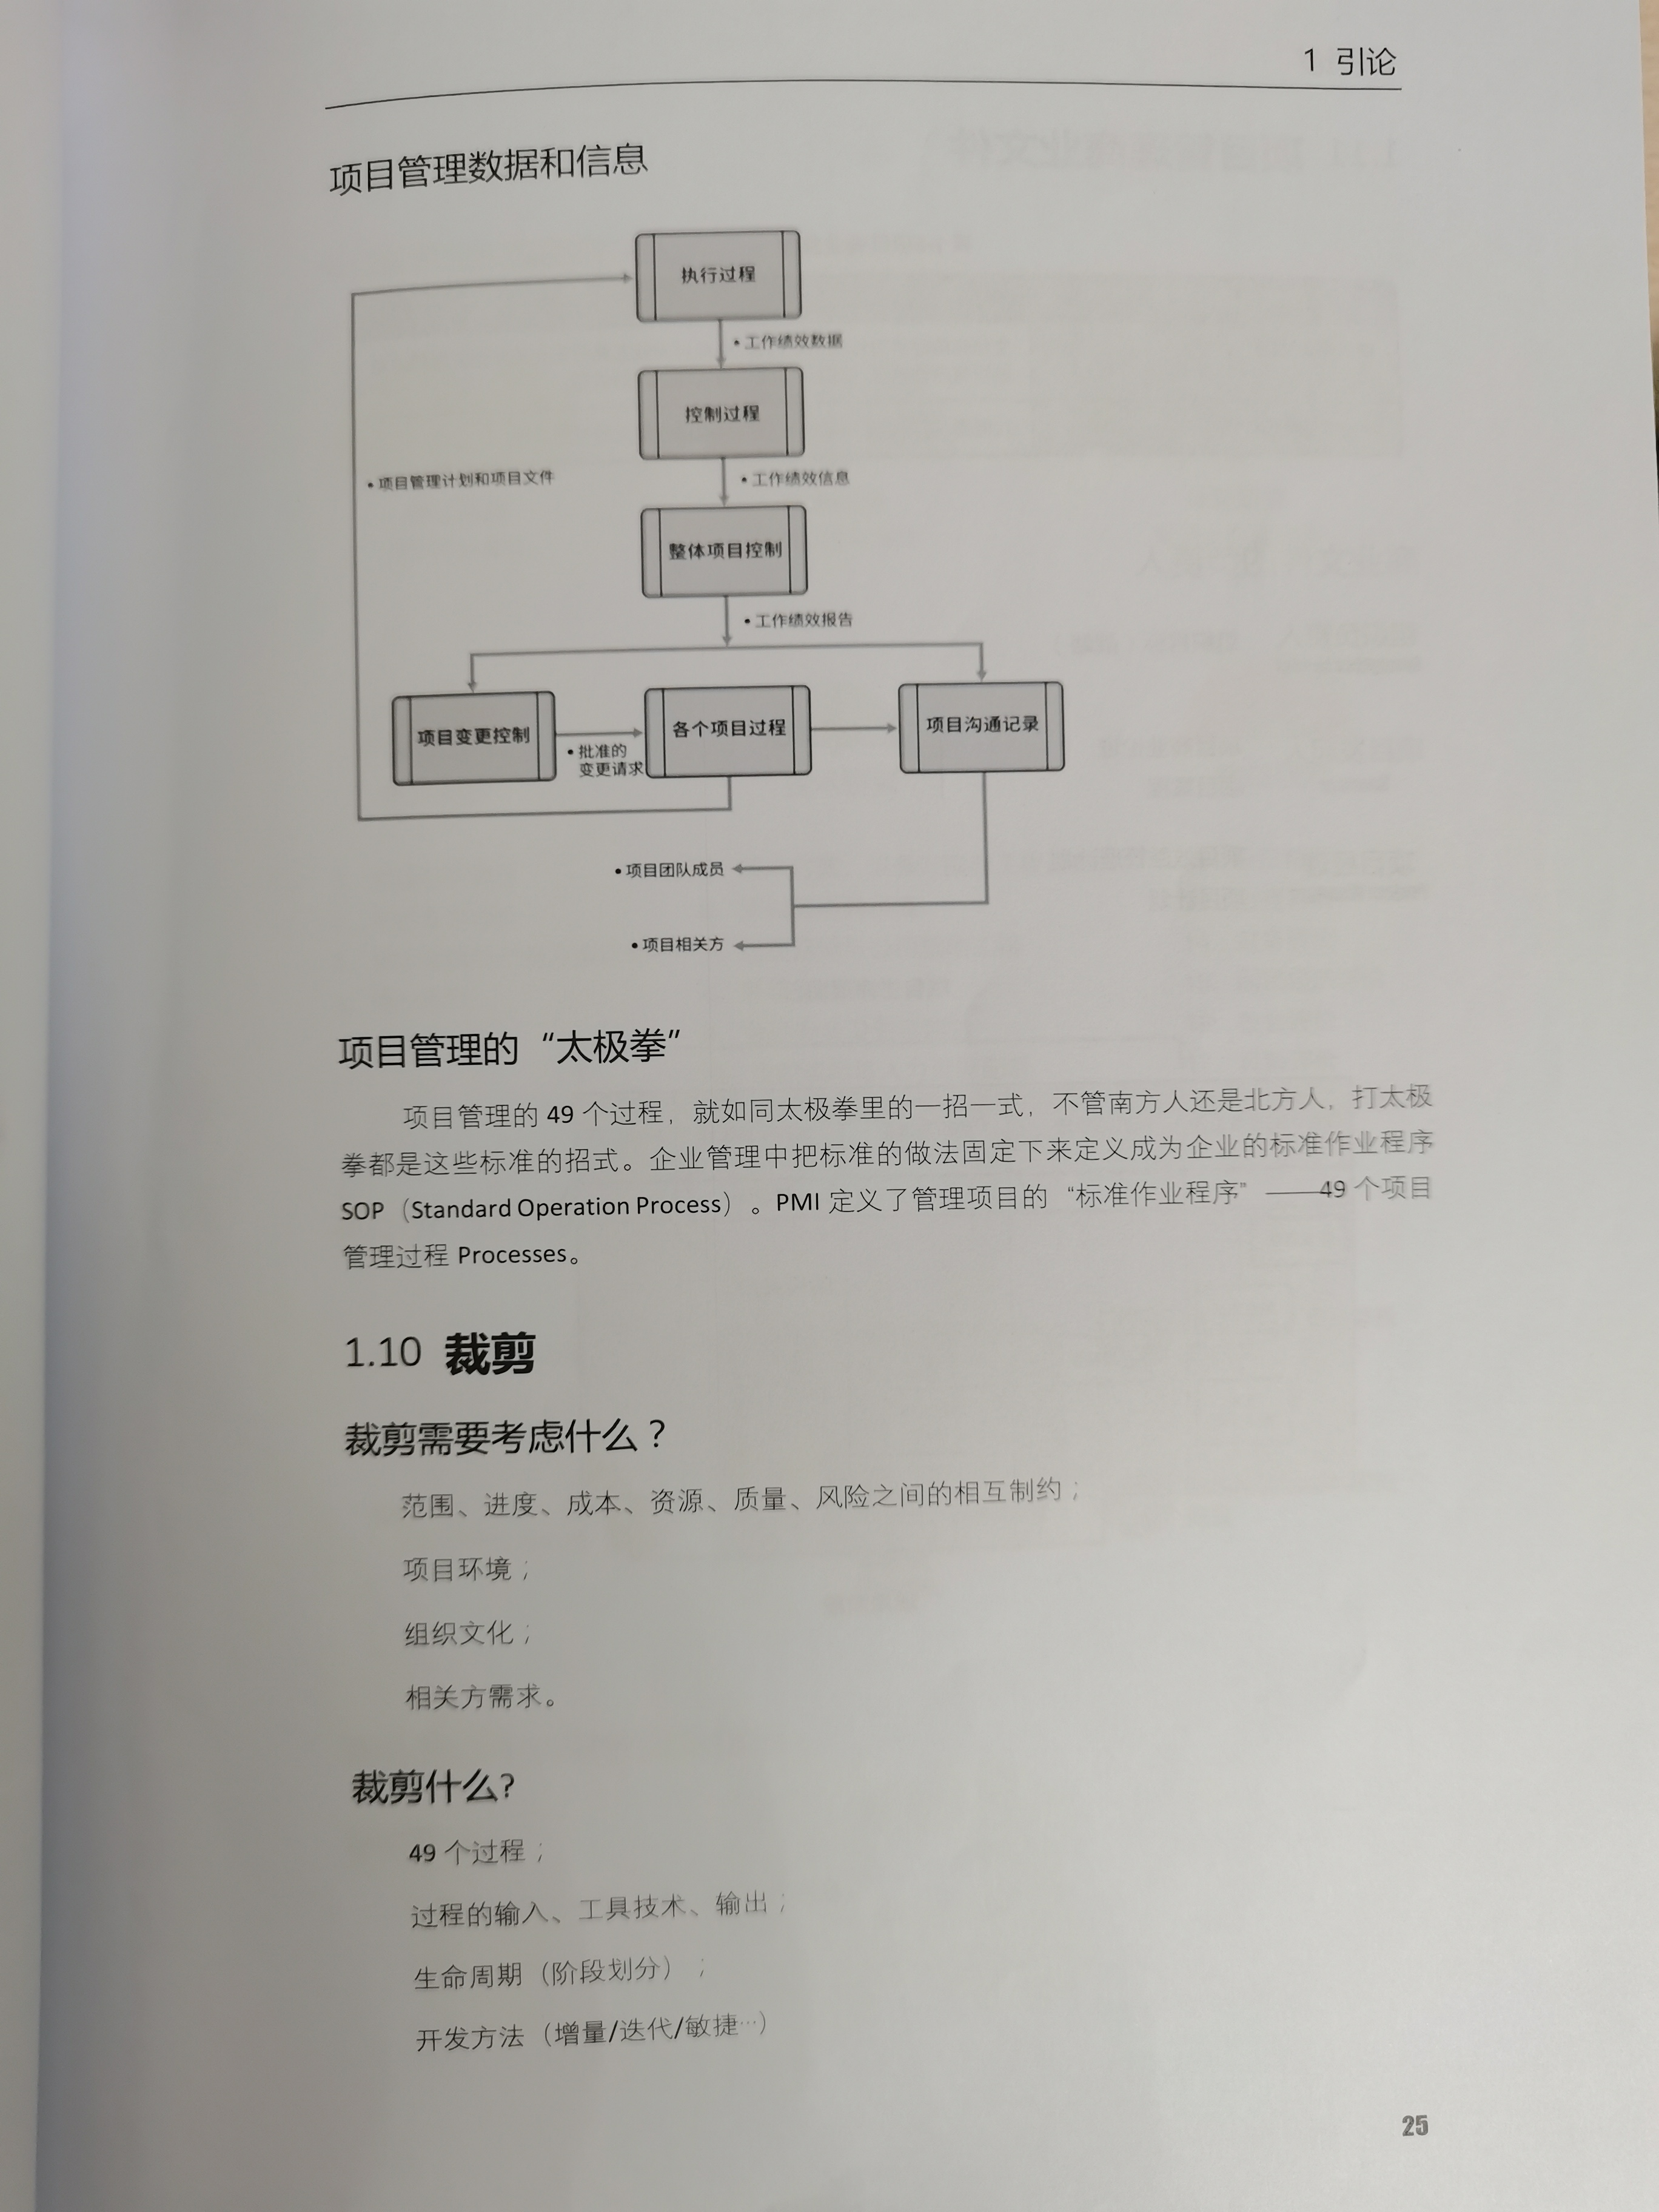 1 引论
项目管理数据和信息
执行过程
• 工作绩效数据
控制过程
• 项目管理计划和项目文件
• 工作绩效信息
整体项目控制
• 工作绩效报告
项目变更控制
• 批准的
变更请求
各个项目过程
项目沟通记录
• 项目团队成员
• 项目相关方
项目管理的“太极拳”
项目管理的 49 个过程，就如同太极拳里的一招一式，不管南方人还是北方人，打太极
拳都是这些标准的招式。企业管理中把标准的做法固定下来定义成为企业的标准作业程序
SOP（Standard Operation Process）。PMI 定义了管理项目的“标准作业程序”——49 个项目
管理过程 Processes。
1.10 裁剪
裁剪需要考虑什么？
范围、进度、成本、资源、质量、风险之间的相互制约；
项目环境；
组织文化；
相关方需求。
裁剪什么?
49 个过程；
过程的输入、工具技术、输出；
生命周期（阶段划分）；
开发方法（增量/迭代/敏捷…）
25